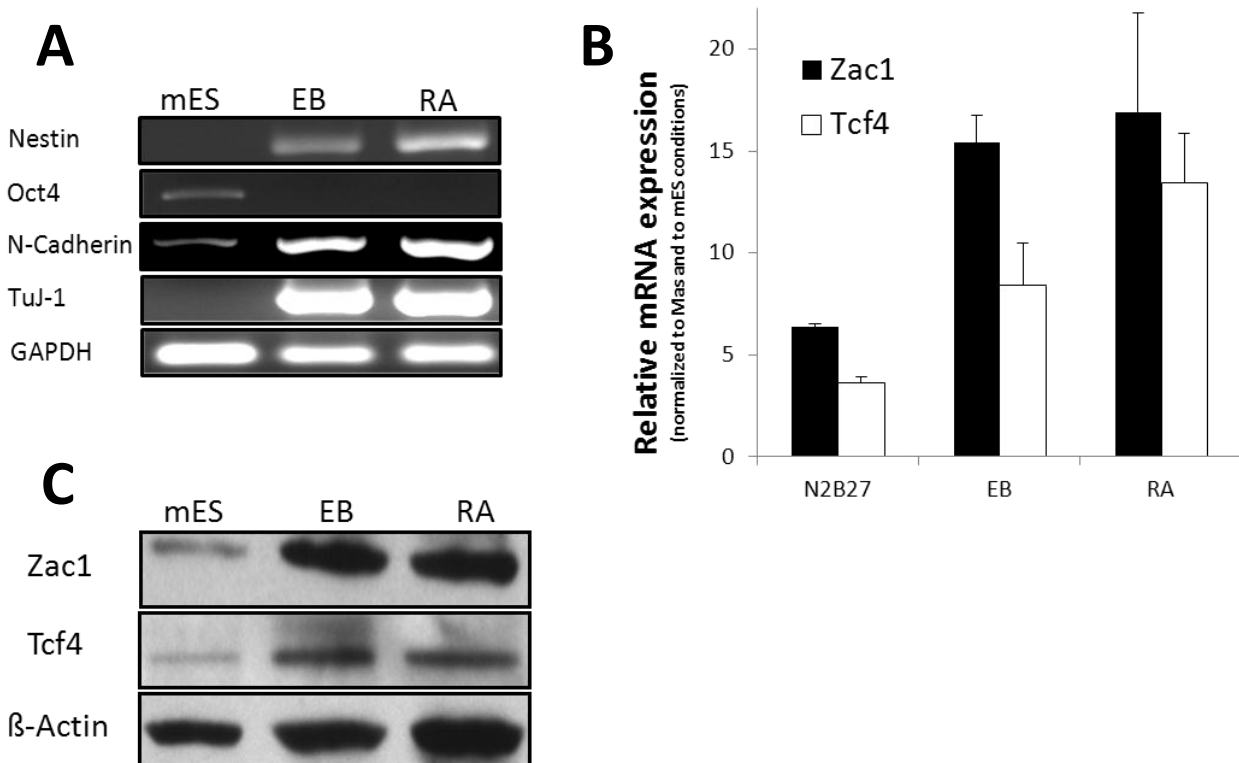 A
mES EB RA
Nestin
Oct4
N-Cadherin
TuJ-1
GAPDH
B
Relative mRNA expression
(normalized to Mas and to mES conditions)
20
15
10
5
0
Zac1
Tcf4
N2B27 EB RA
C
mES EB RA
Zac1
Tcf4
ß-Actin